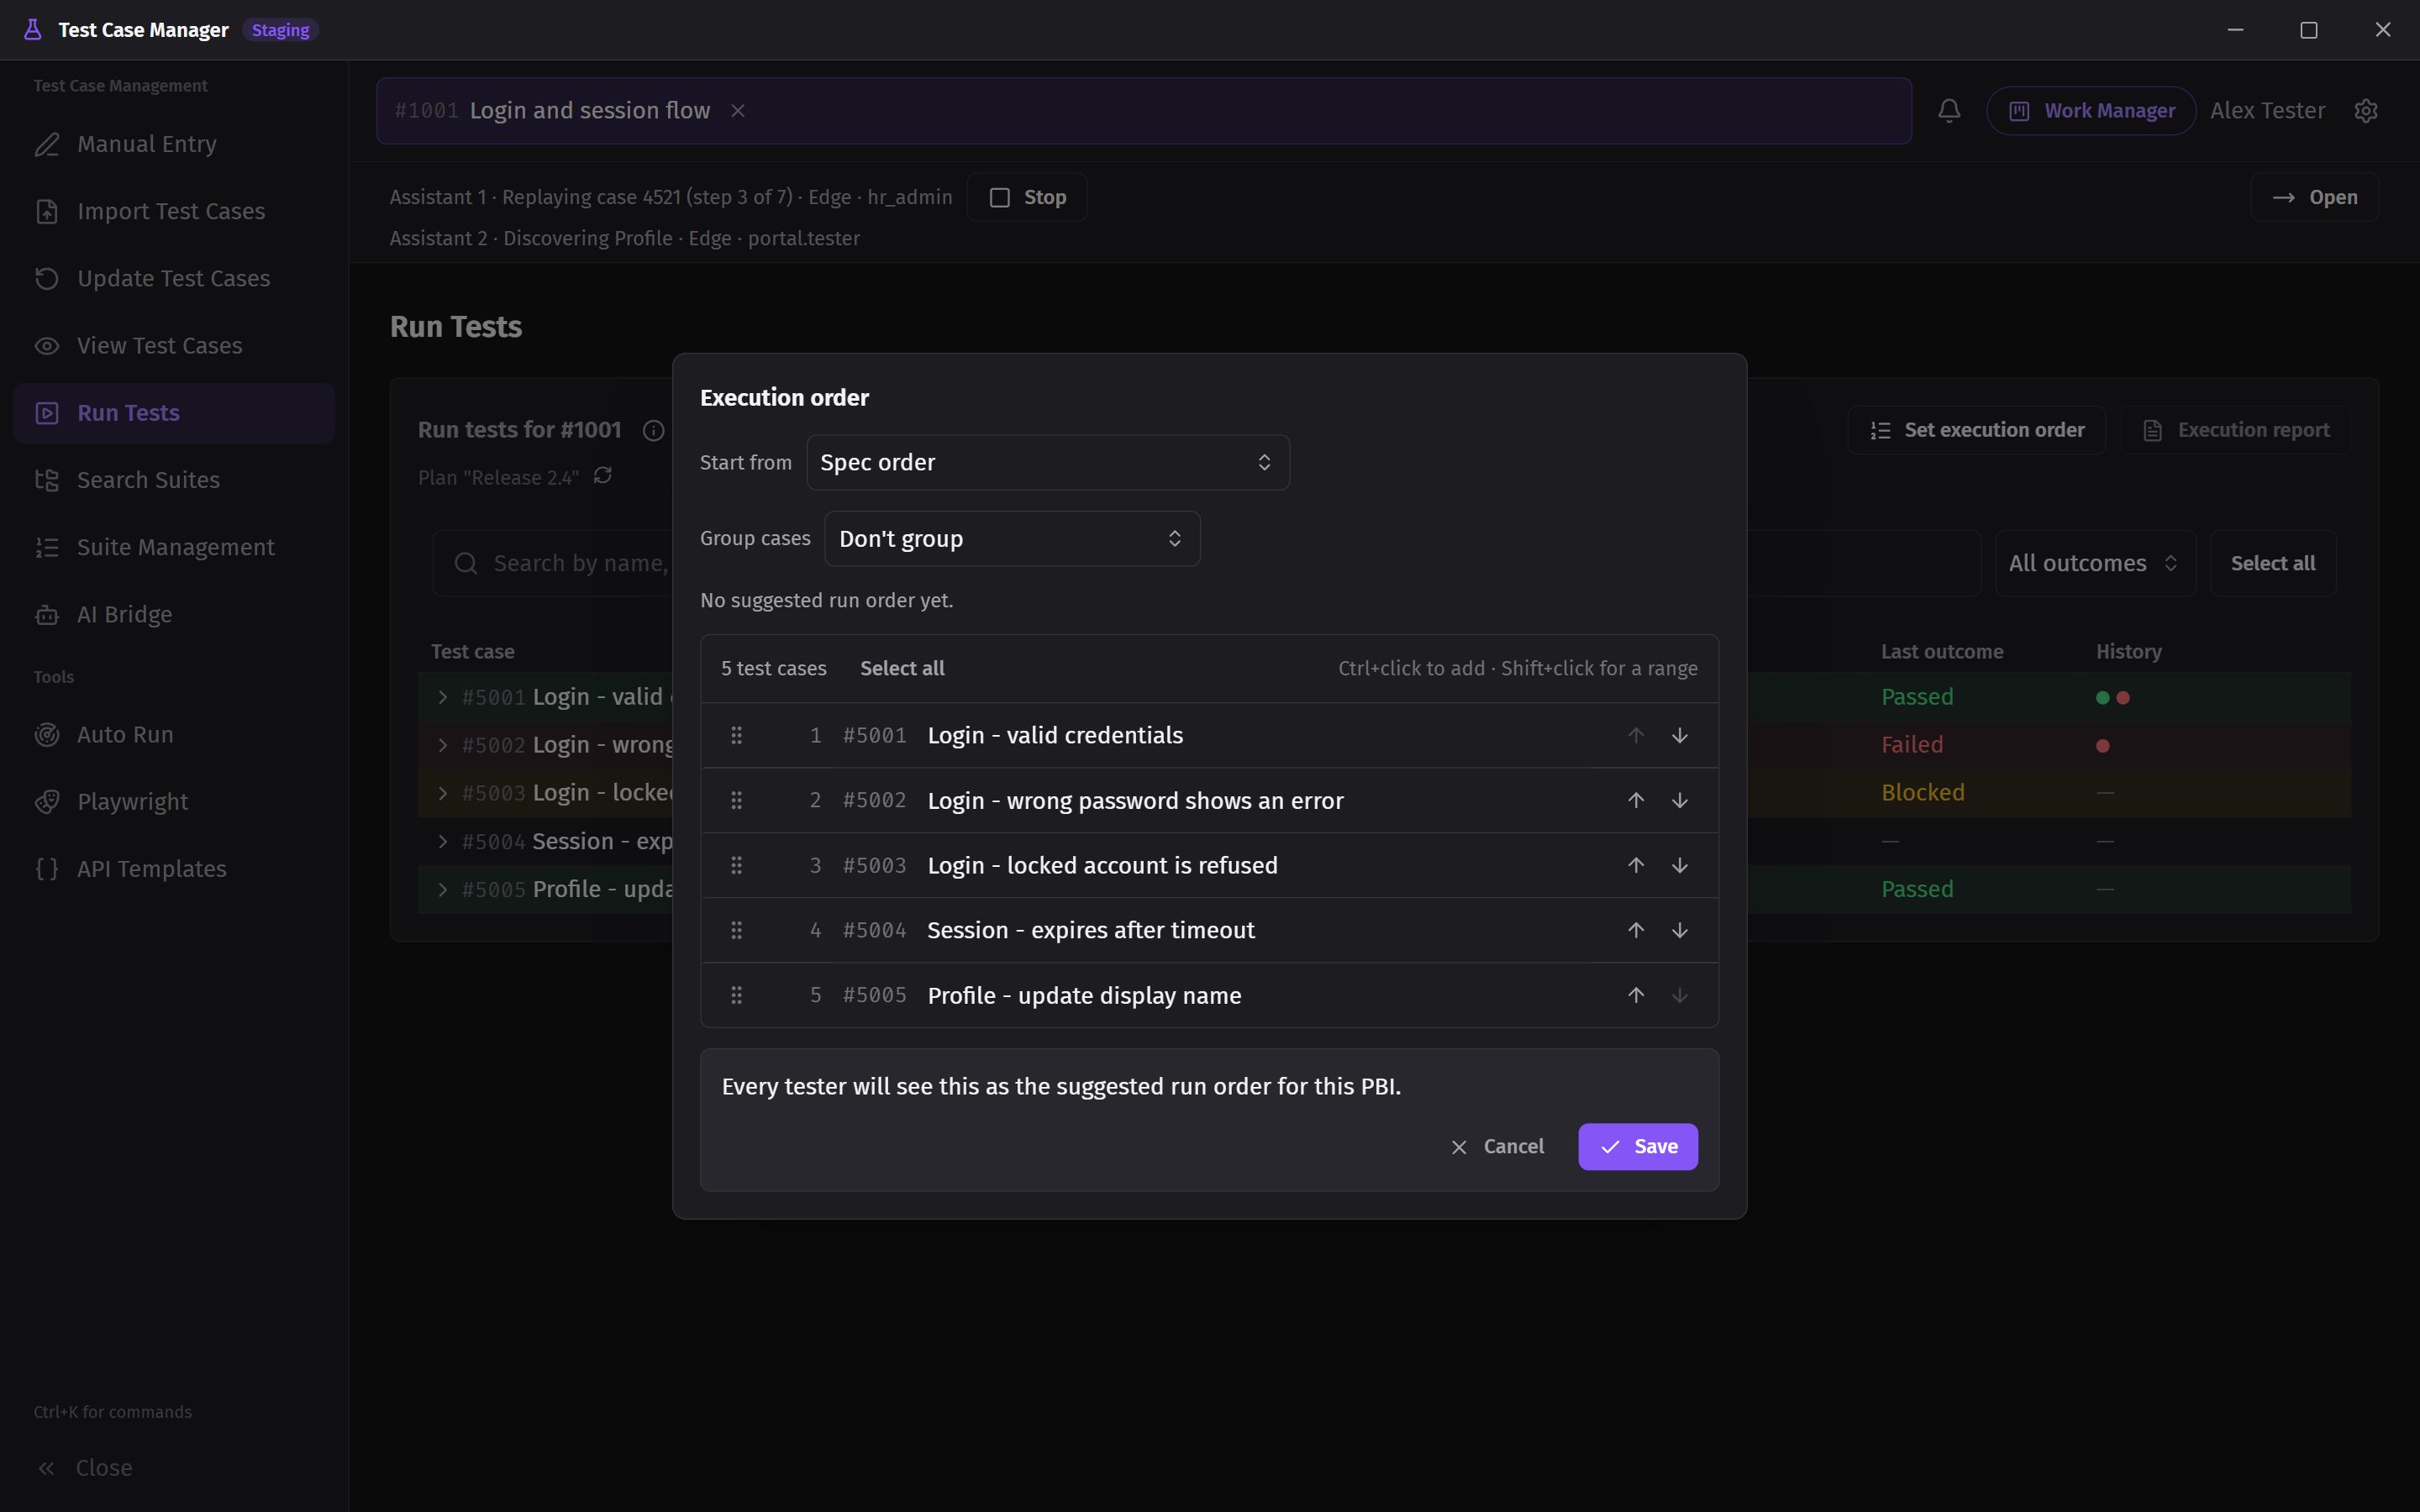 Test Case Manager Staging
Test Case Management
Manual Entry
Import Test Cases
Update Test Cases
View Test Cases
Run Tests
Search Suites
Suite Management
AI Bridge
Tools
Auto Run
Playwright
API Templates
Ctrl+K for commands
Close
#1001 Login and session flow
Work Manager
Alex Tester
Assistant 1 · Replaying case 4521 (step 3 of 7) · Edge · hr_admin Stop Open
Assistant 2 · Discovering Profile · Edge · portal.tester
Run Tests
Run tests for #1001
Set execution order
Execution report
Plan "Release 2.4"
Search by name,
All outcomes
Select all
Test case Last outcome History
#5001 Login - valid Passed
#5002 Login - wrong Failed
#5003 Login - locke Blocked
#5004 Session - exp — —
#5005 Profile - upda Passed —
Execution order
Start from Spec order
Group cases Don't group
No suggested run order yet.
5 test cases Select all Ctrl+click to add · Shift+click for a range
1 #5001 Login - valid credentials
2 #5002 Login - wrong password shows an error
3 #5003 Login - locked account is refused
4 #5004 Session - expires after timeout
5 #5005 Profile - update display name
Every tester will see this as the suggested run order for this PBI.
Cancel Save